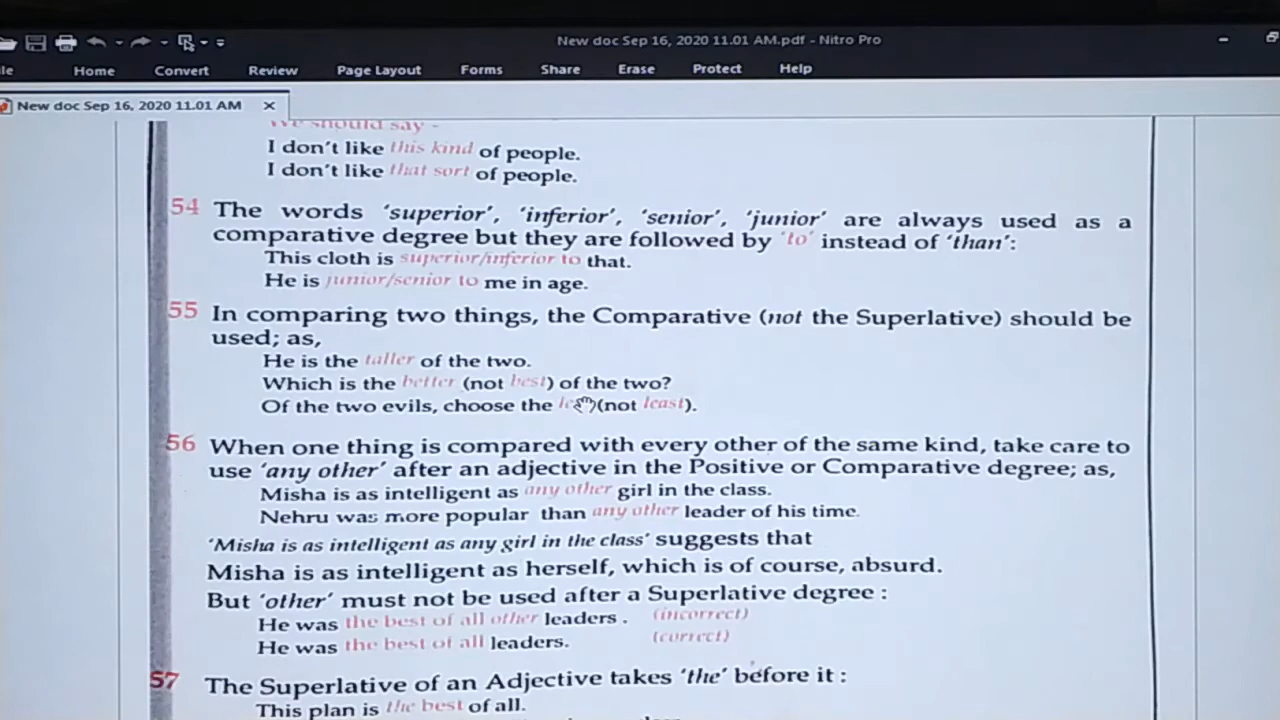 New doc Sep 16, 2020 11.01 AM.pdf - Nitro Pro
Home Convert Review Page Layout Forms Share Erase Protect Help
New doc Sep 16, 2020 11.01 AM ×
We should say -
I don't like this kind of people.
I don't like that sort of people.
54 The words 'superior', 'inferior', 'senior', 'junior' are always used as a
comparative degree but they are followed by 'to' instead of 'than':
This cloth is superior/inferior to that.
He is junior/senior to me in age.
55 In comparing two things, the Comparative (not the Superlative) should be
used; as,
He is the taller of the two.
Which is the better (not best) of the two?
Of the two evils, choose the (not least).
56 When one thing is compared with every other of the same kind, take care to
use 'any other' after an adjective in the Positive or Comparative degree; as,
Misha is as intelligent as any other girl in the class.
Nehru was more popular than any other leader of his time.
'Misha is as intelligent as any girl in the class' suggests that
Misha is as intelligent as herself, which is of course, absurd.
But 'other' must not be used after a Superlative degree :
He was the best of all other leaders . (incorrect)
He was the best of all leaders. (correct)
57 The Superlative of an Adjective takes 'the' before it :
This plan is the best of all.